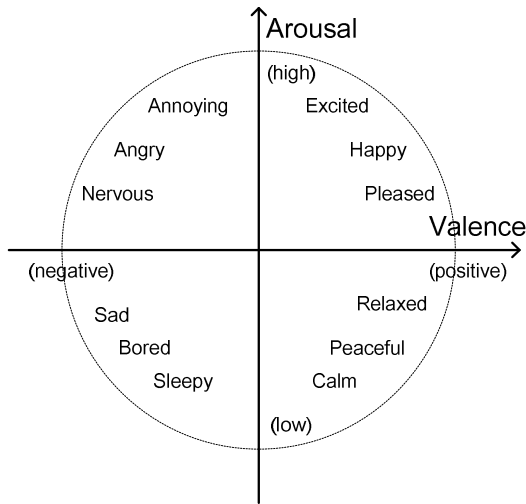 Arousal
(high)
Annoying
Excited
Angry
Happy
Nervous
Pleased
Valence
(negative)
(positive)
Relaxed
Sad
Bored
Peaceful
Sleepy
Calm
(low)